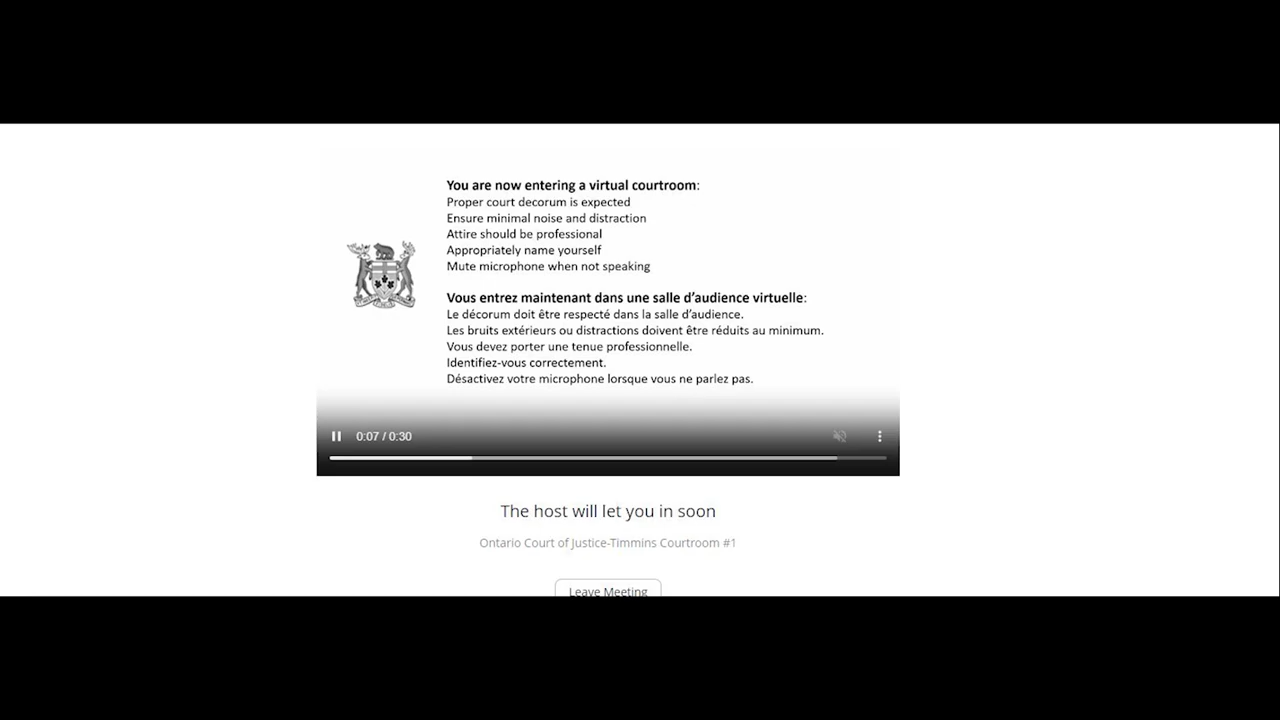 You are now entering a virtual courtroom:
Proper court decorum is expected
Ensure minimal noise and distraction
Attire should be professional
Appropriately name yourself
Mute microphone when not speaking
Vous entrez maintenant dans une salle d’audience virtuelle:
Le décorum doit être respecté dans la salle d’audience.
Les bruits extérieurs ou distractions doivent être réduits au minimum.
Vous devez porter une tenue professionnelle.
Identifiez-vous correctement.
Désactivez votre microphone lorsque vous ne parlez pas.
0:07 / 0:30
The host will let you in soon
Ontario Court of Justice-Timmins Courtroom #1
Leave Meeting